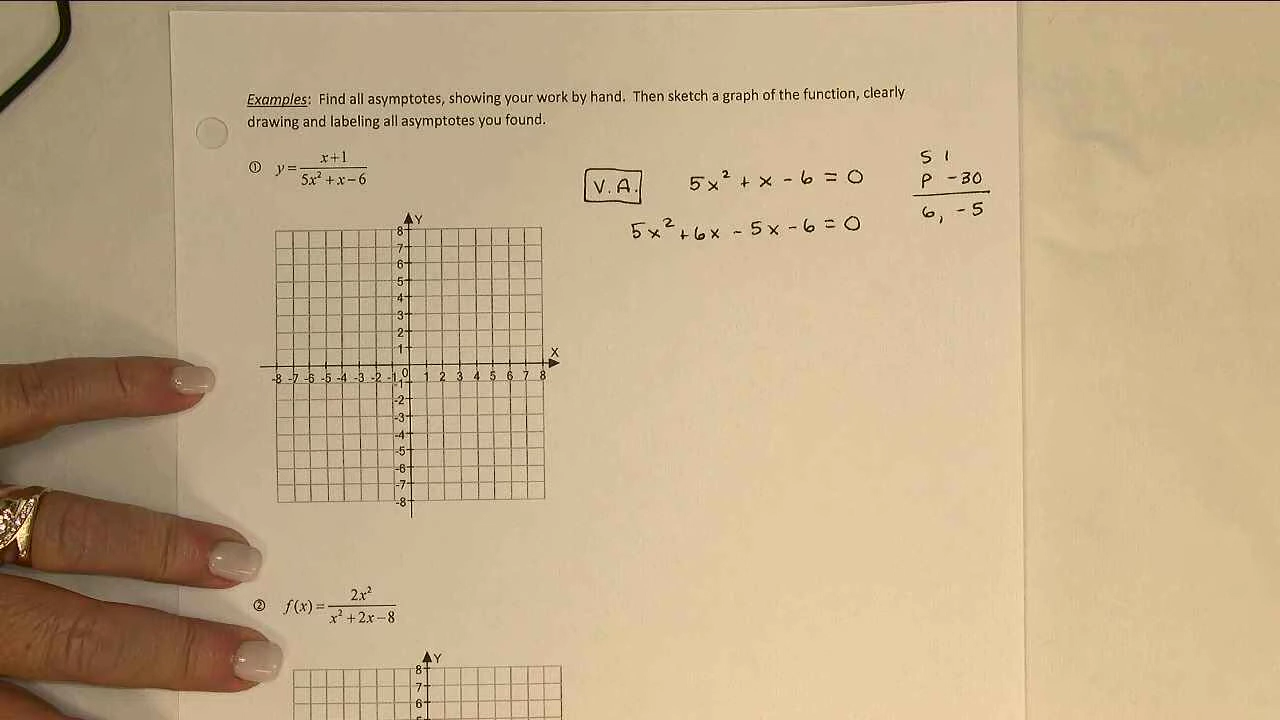 Examples: Find all asymptotes, showing your work by hand. Then sketch a graph of the function, clearly
drawing and labeling all asymptotes you found.
① y = (x+1)/(5x²+x−6)
V.A.
5x² + x − 6 = 0
5x² + 6x − 5x − 6 = 0
S 1
P −30
6, −5
Y
8
7
6
5
4
3
2
1
X
-8 -7 -6 -5 -4 -3 -2 -1 0 1 2 3 4 5 6 7 8
-1
-2
-3
-4
-5
-6
-7
-8
② f(x) = 2x²/(x²+2x−8)
Y
8
7
6